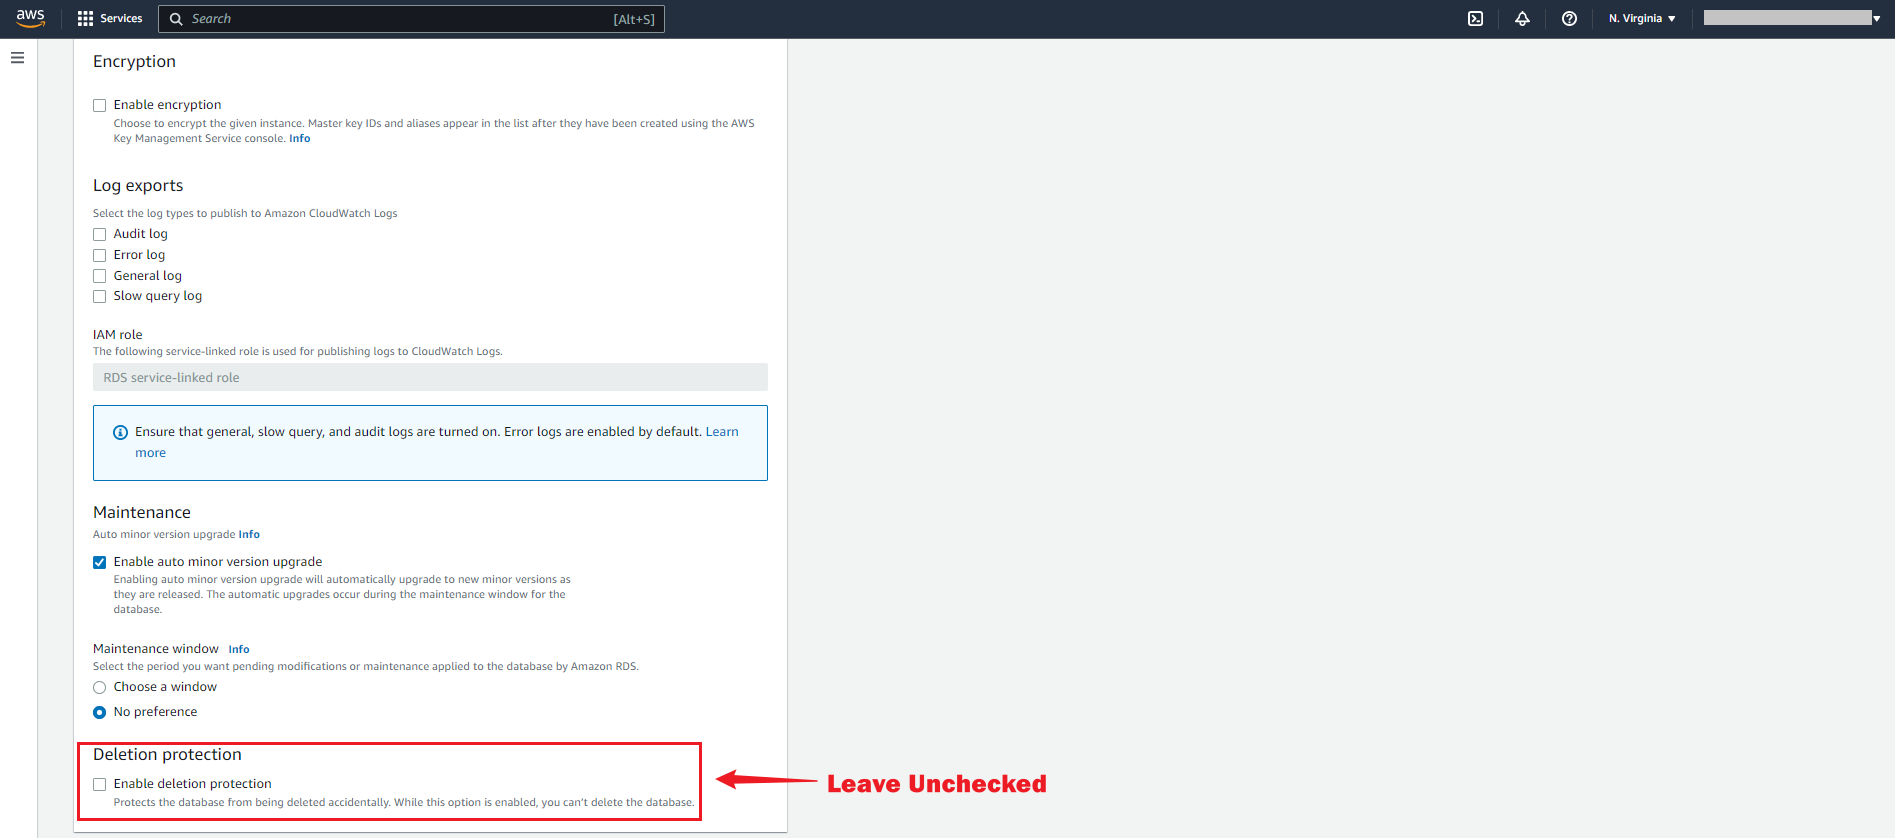 aws Services Search [Alt+S] N. Virginia
Encryption
Enable encryption
Choose to encrypt the given instance. Master key IDs and aliases appear in the list after they have been created using the AWS
Key Management Service console. Info
Log exports
Select the log types to publish to Amazon CloudWatch Logs
Audit log
Error log
General log
Slow query log
IAM role
The following service-linked role is used for publishing logs to CloudWatch Logs.
RDS service-linked role
Ensure that general, slow query, and audit logs are turned on. Error logs are enabled by default. Learn
more
Maintenance
Auto minor version upgrade Info
Enable auto minor version upgrade
Enabling auto minor version upgrade will automatically upgrade to new minor versions as
they are released. The automatic upgrades occur during the maintenance window for the
database.
Maintenance window Info
Select the period you want pending modifications or maintenance applied to the database by Amazon RDS.
Choose a window
No preference
Deletion protection
Enable deletion protection
Protects the database from being deleted accidentally. While this option is enabled, you can't delete the database.
Leave Unchecked